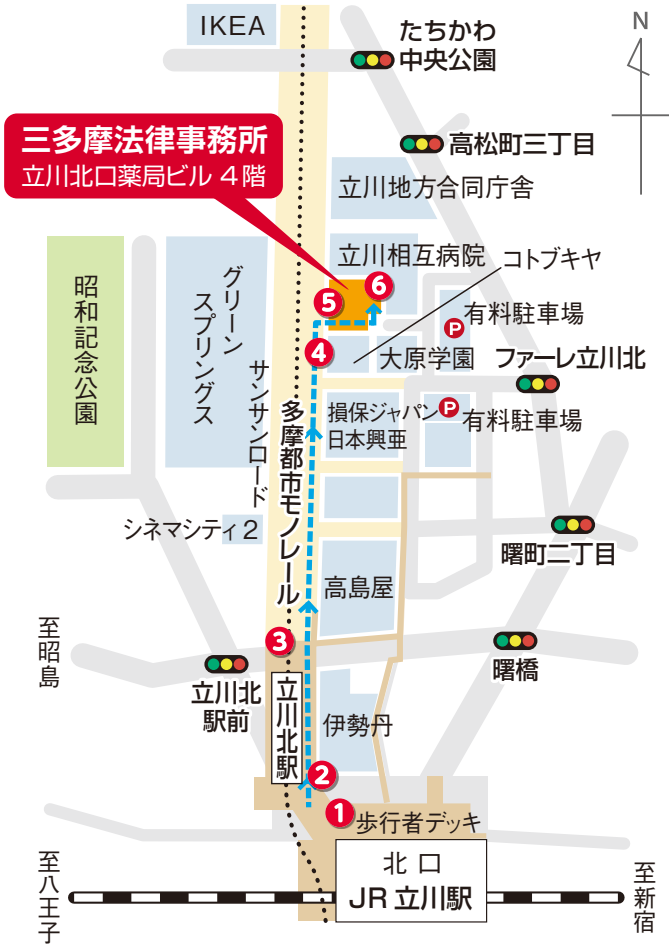 IKEA
たちかわ
中央公園
N
三多摩法律事務所
立川北口薬局ビル 4階
高松町三丁目
立川地方合同庁舎
立川相互病院
コトブキヤ
昭和記念公園
グリーン
スプリングス
サンサンロード
多摩都市モノレール
6
5
4
P
有料駐車場
大原学園
ファーレ立川北
損保ジャパン
日本興亜
P
有料駐車場
シネマシティ2
曙町二丁目
高島屋
至昭島
3
立川北
駅前
立川北駅
曙橋
伊勢丹
2
1
歩行者デッキ
北口
JR 立川駅
至八王子
至新宿